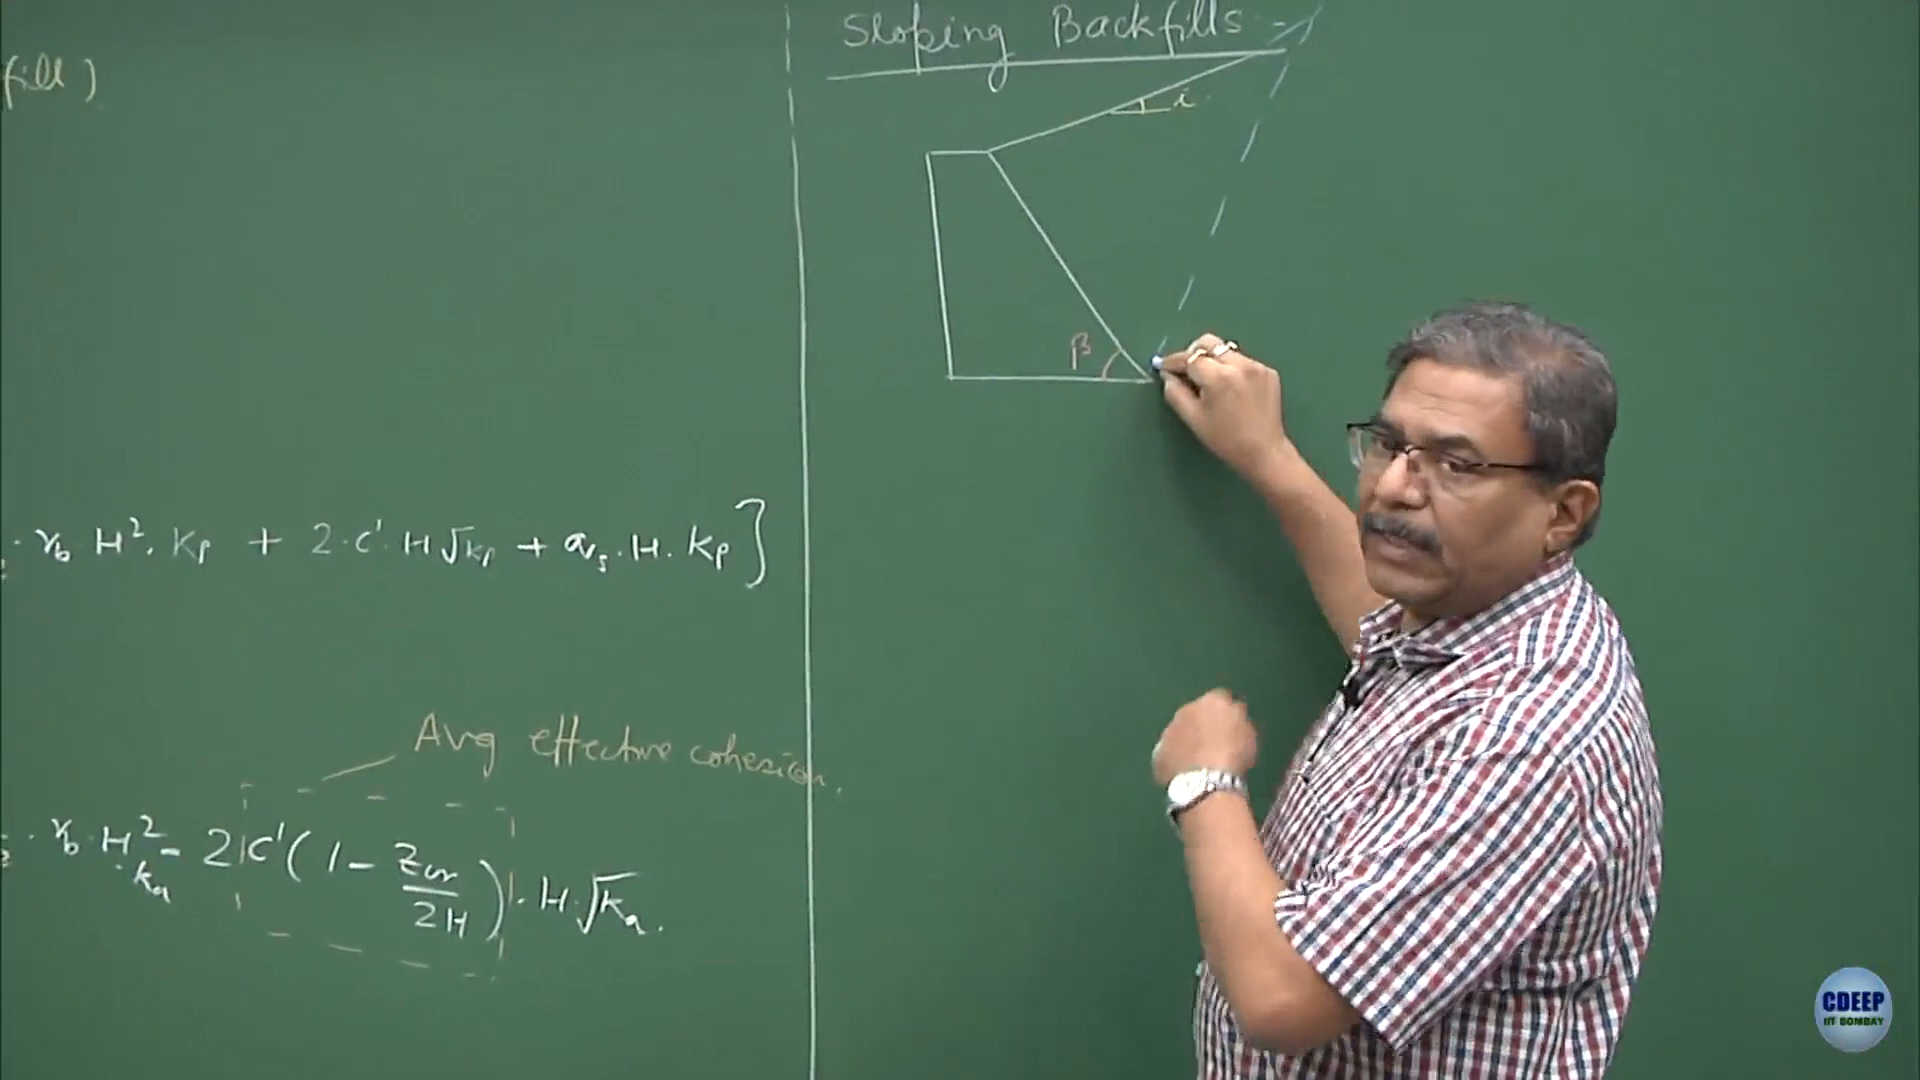 fill)
· γb · H². Kp + 2·c'·H√Kp + qs·H·Kp]
Avg effective cohesion.
· γb · H² · ka - 2c'(1 - Zcr/2H)·H√ka.
Sloping Backfills :-
i
β
CDEEP
IIT BOMBAY